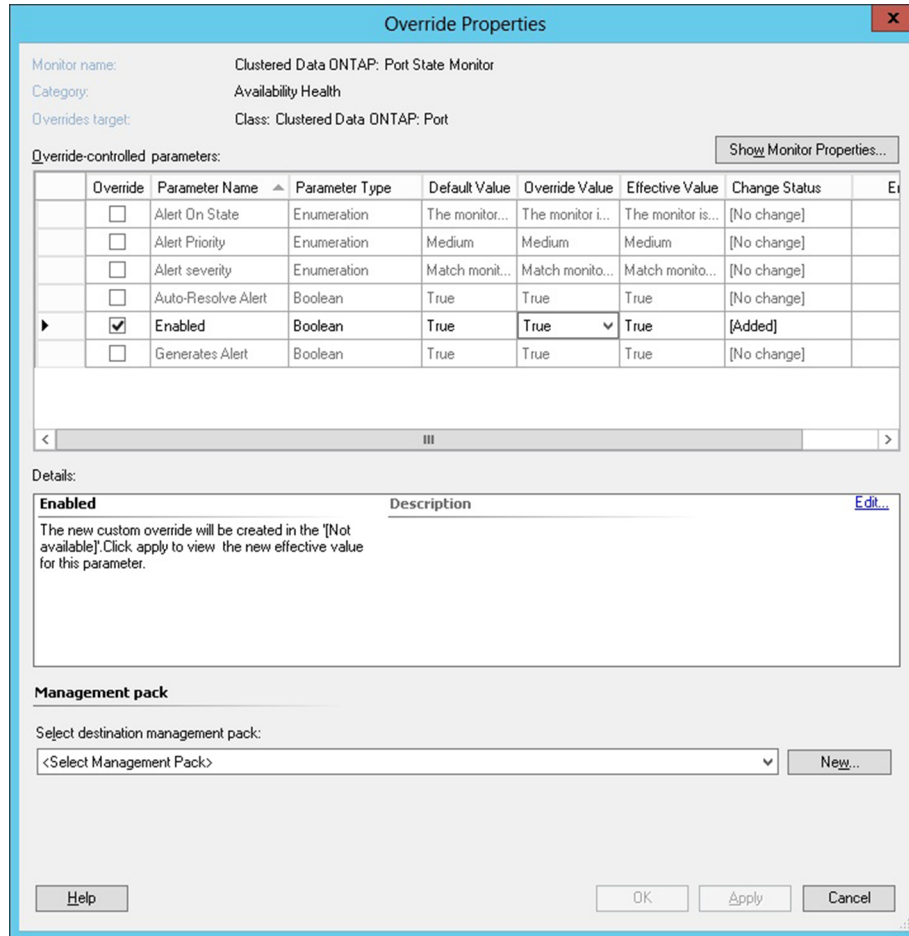 Override Properties
x
Monitor name: Clustered Data ONTAP: Port State Monitor
Category: Availability Health
Overrides target: Class: Clustered Data ONTAP: Port
Override-controlled parameters: Show Monitor Properties...
Override Parameter Name Parameter Type Default Value Override Value Effective Value Change Status
Alert On State Enumeration The monitor... The monitor i... The monitor is... [No change]
Alert Priority Enumeration Medium Medium Medium [No change]
Alert severity Enumeration Match monit... Match monito... Match monito... [No change]
Auto-Resolve Alert Boolean True True True [No change]
Enabled Boolean True True True [Added]
Generates Alert Boolean True True True [No change]
Details:
Enabled Description Edit...
The new custom override will be created in the '[Not
available]'.Click apply to view the new effective value
for this parameter.
Management pack
Select destination management pack:
<Select Management Pack> New...
Help OK Apply Cancel